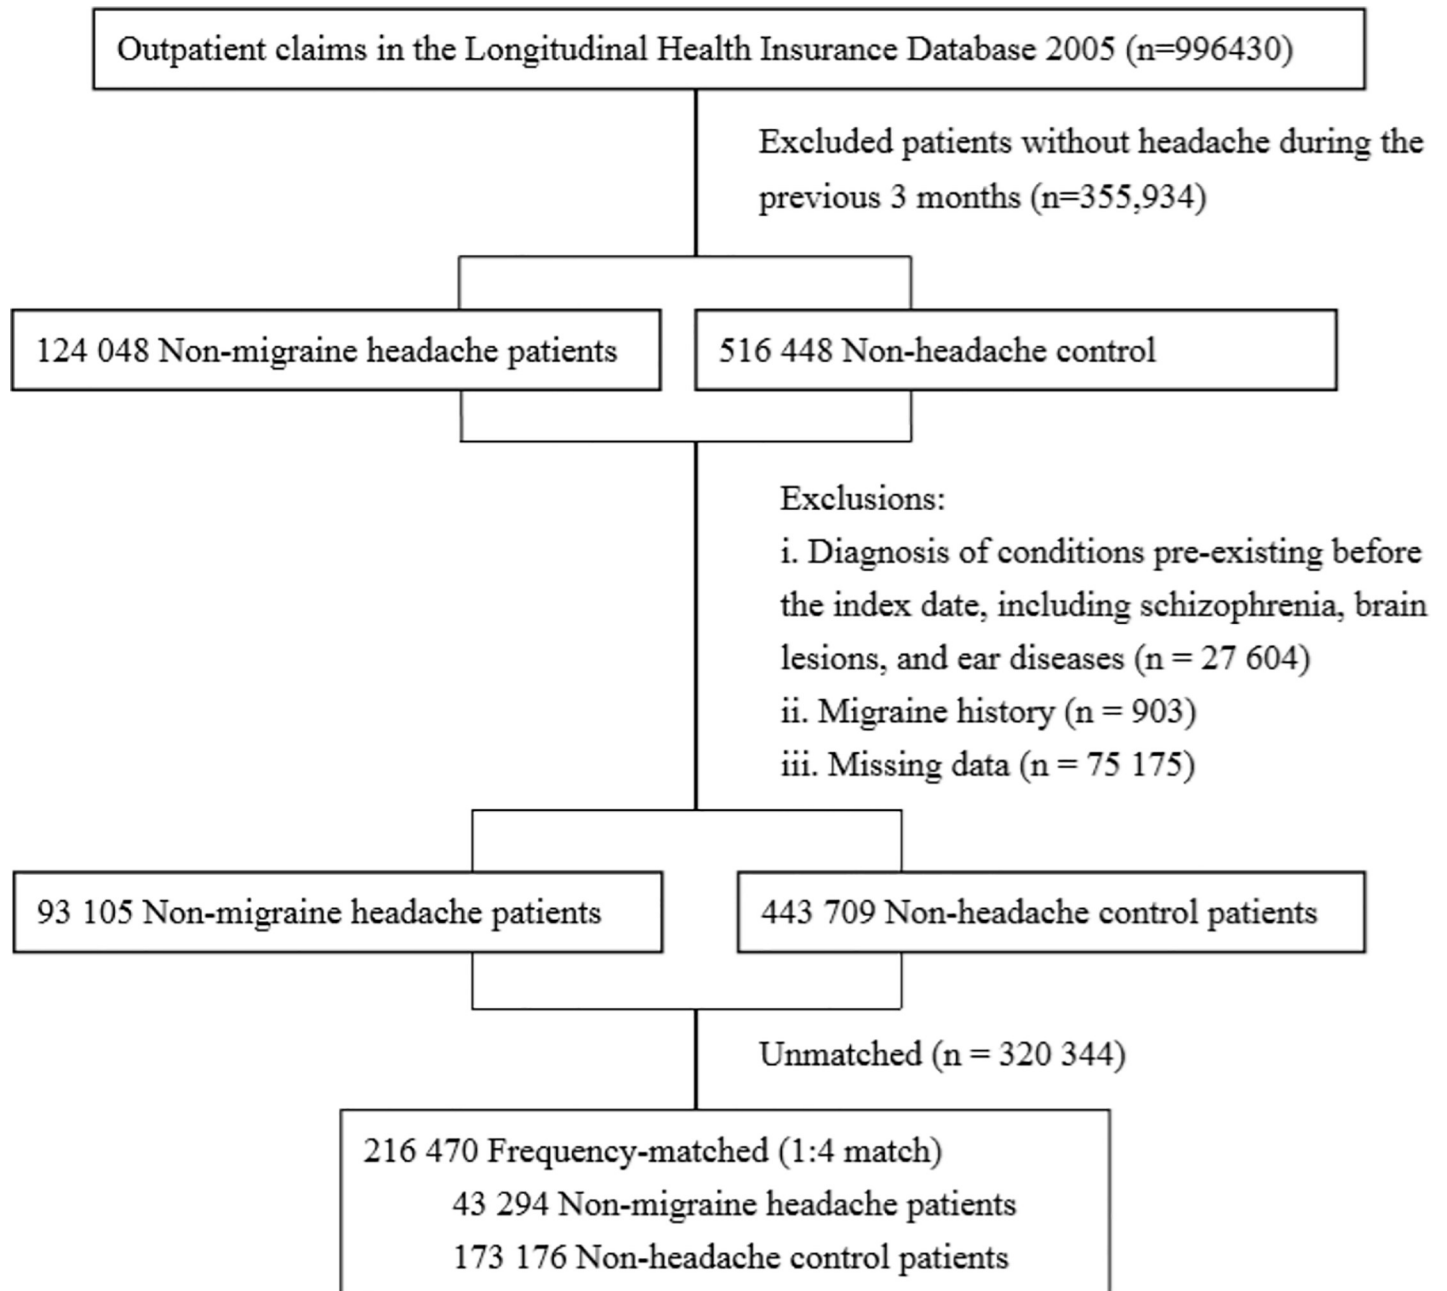 Outpatient claims in the Longitudinal Health Insurance Database 2005 (n=996430)
Excluded patients without headache during the
previous 3 months (n=355,934)
124 048 Non-migraine headache patients
516 448 Non-headache control
Exclusions:
i. Diagnosis of conditions pre-existing before
the index date, including schizophrenia, brain
lesions, and ear diseases (n = 27 604)
ii. Migraine history (n = 903)
iii. Missing data (n = 75 175)
93 105 Non-migraine headache patients
443 709 Non-headache control patients
Unmatched (n = 320 344)
216 470 Frequency-matched (1:4 match)
43 294 Non-migraine headache patients
173 176 Non-headache control patients